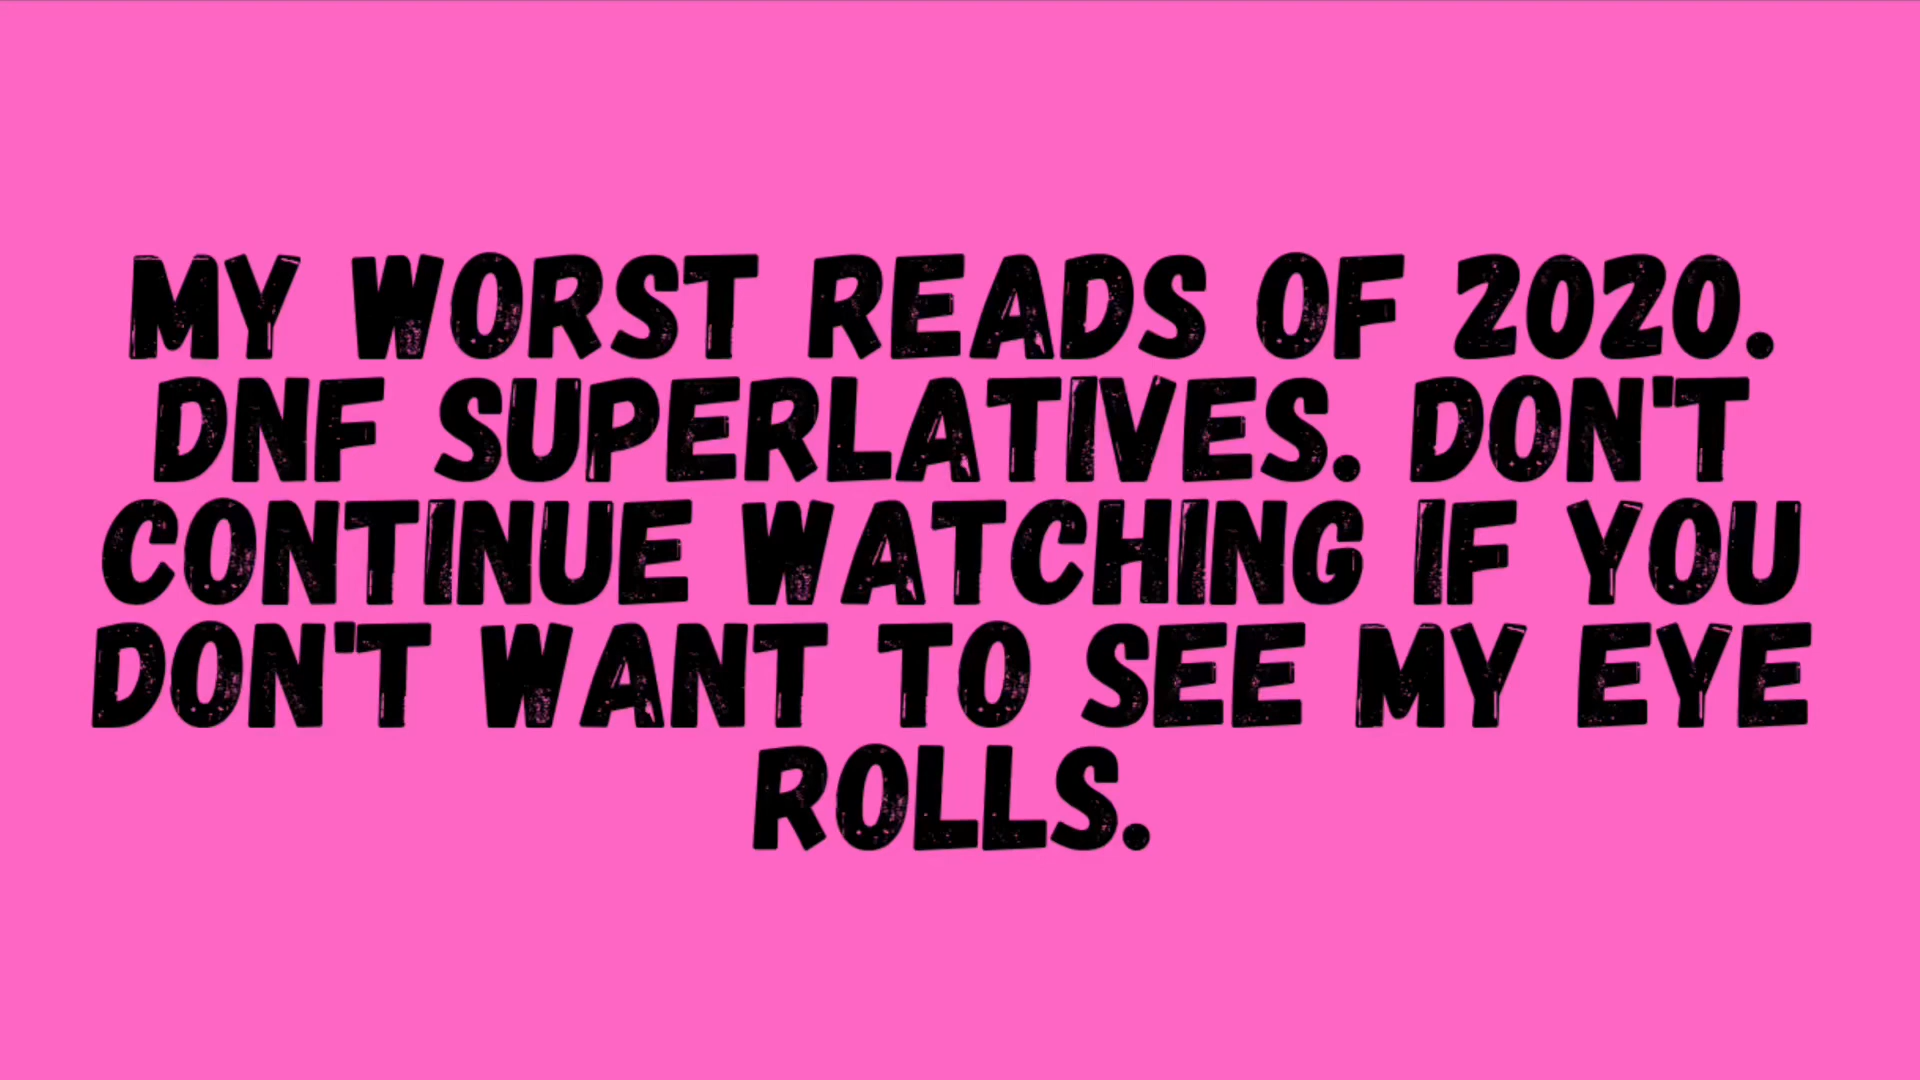 MY WORST READS OF 2020.
DNF SUPERLATIVES. DON'T
CONTINUE WATCHING IF YOU
DON'T WANT TO SEE MY EYE
ROLLS.